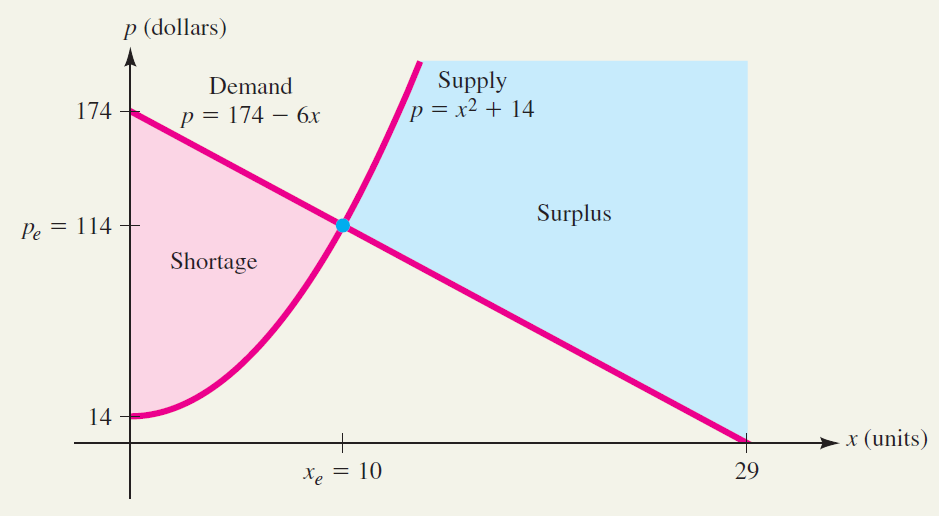 p (dollars)
Demand
p = 174 − 6x
Supply
p = x² + 14
174
pₑ = 114
Surplus
Shortage
14
x (units)
xₑ = 10
29